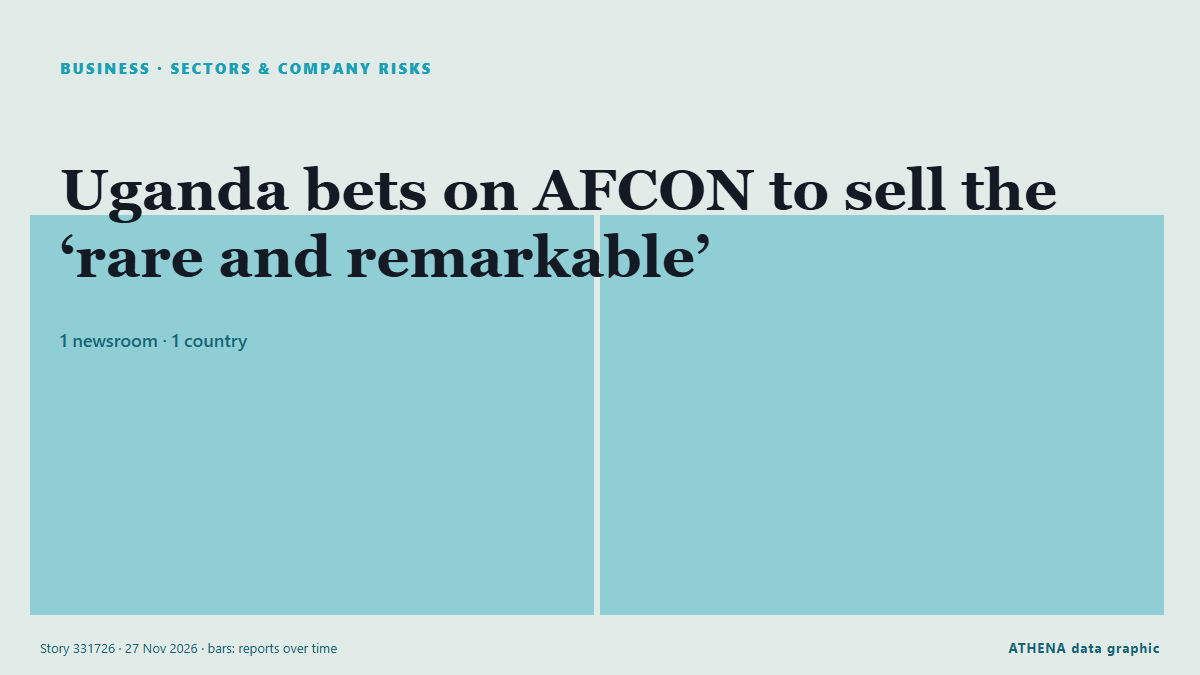 BUSINESS · SECTORS & COMPANY RISKS
Uganda bets on AFCON to sell the
‘rare and remarkable’
1 newsroom · 1 country
Story 331726 · 27 Nov 2026 · bars: reports over time
ATHENA data graphic